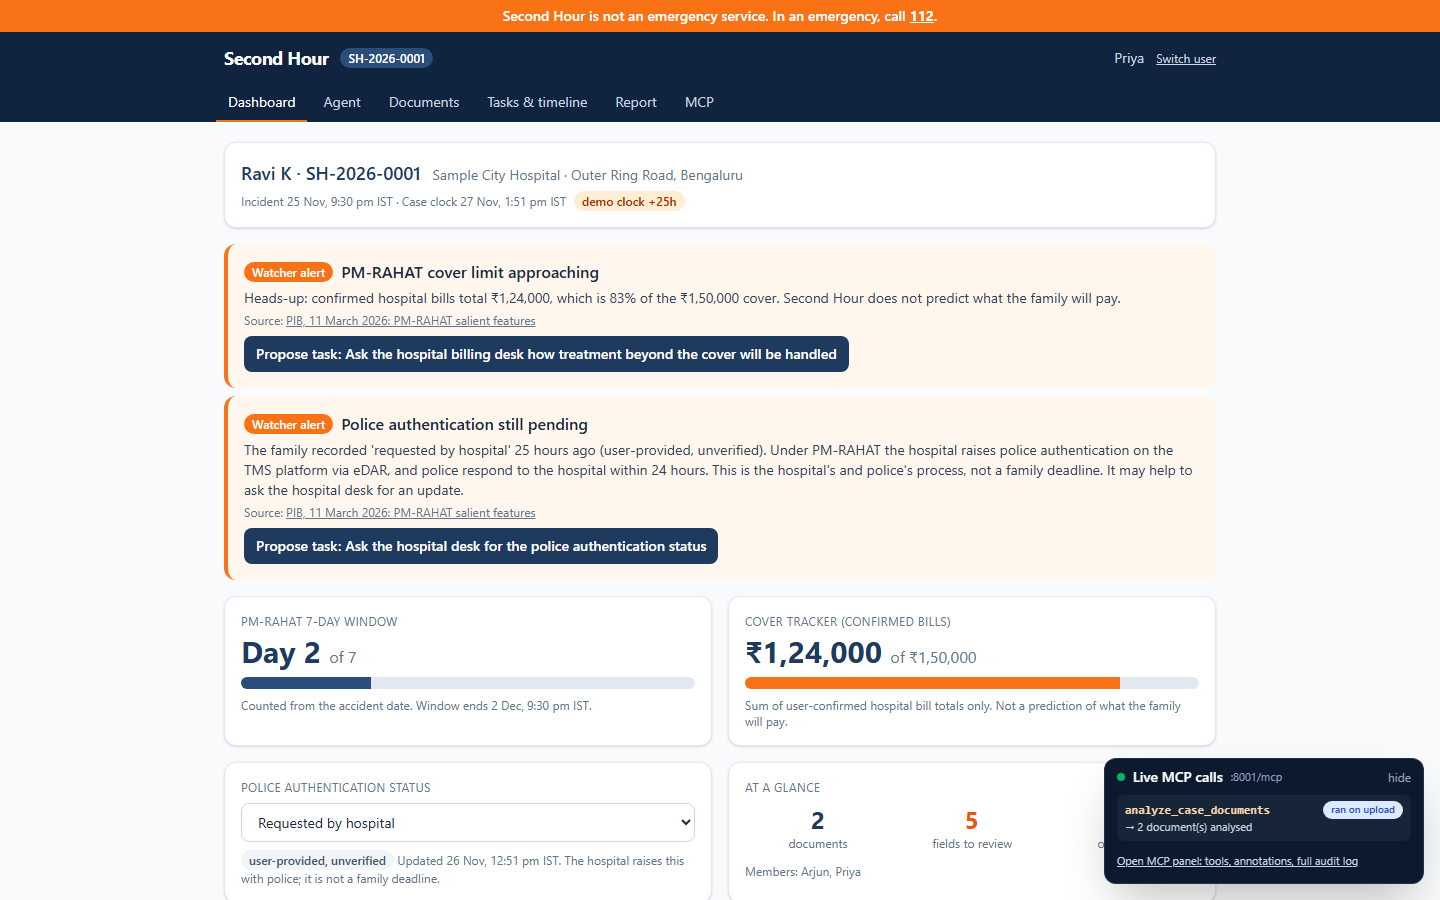 Second Hour is not an emergency service. In an emergency, call 112.
Second Hour SH-2026-0001
Priya Switch user
Dashboard Agent Documents Tasks & timeline Report MCP
Ravi K · SH-2026-0001 Sample City Hospital · Outer Ring Road, Bengaluru
Incident 25 Nov, 9:30 pm IST · Case clock 27 Nov, 1:51 pm IST demo clock +25h
Watcher alert PM-RAHAT cover limit approaching
Heads-up: confirmed hospital bills total ₹1,24,000, which is 83% of the ₹1,50,000 cover. Second Hour does not predict what the family will pay.
Source: PIB, 11 March 2026: PM-RAHAT salient features
Propose task: Ask the hospital billing desk how treatment beyond the cover will be handled
Watcher alert Police authentication still pending
The family recorded 'requested by hospital' 25 hours ago (user-provided, unverified). Under PM-RAHAT the hospital raises police authentication on the
TMS platform via eDAR, and police respond to the hospital within 24 hours. This is the hospital's and police's process, not a family deadline. It may help to
ask the hospital desk for an update.
Source: PIB, 11 March 2026: PM-RAHAT salient features
Propose task: Ask the hospital desk for the police authentication status
PM-RAHAT 7-DAY WINDOW
Day 2 of 7
Counted from the accident date. Window ends 2 Dec, 9:30 pm IST.
COVER TRACKER (CONFIRMED BILLS)
₹1,24,000 of ₹1,50,000
Sum of user-confirmed hospital bill totals only. Not a prediction of what the family
will pay.
POLICE AUTHENTICATION STATUS
Requested by hospital
user-provided, unverified Updated 26 Nov, 12:51 pm IST. The hospital raises this
with police; it is not a family deadline.
AT A GLANCE
2
documents
5
fields to review
Members: Arjun, Priya
Live MCP calls :8001/mcp hide
analyze_case_documents ran on upload
→ 2 document(s) analysed
Open MCP panel: tools, annotations, full audit log